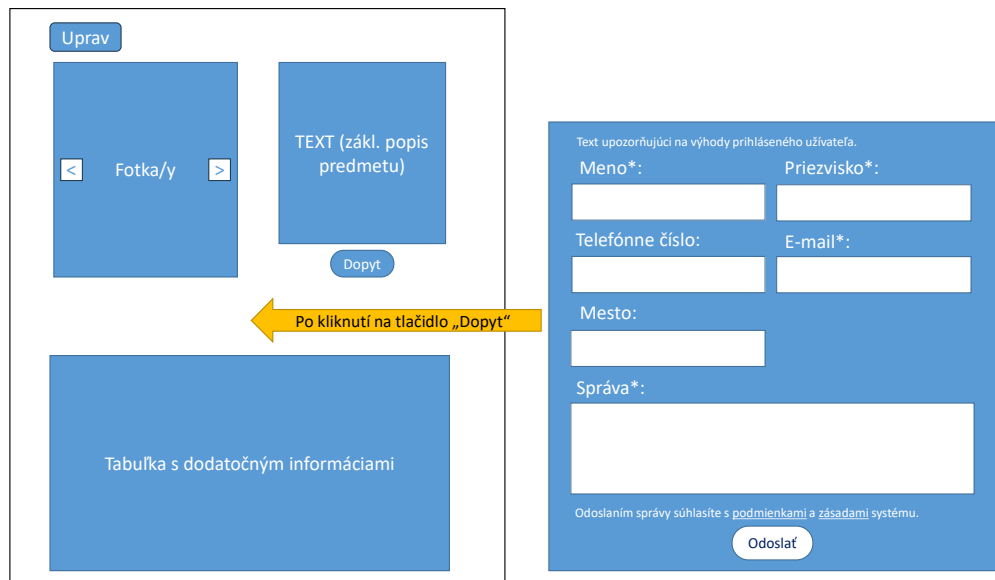 Uprav
<
Fotka/y
>
TEXT (zákl. popis
predmetu)
Dopyt
Po kliknutí na tlačidlo „Dopyt“
Tabuľka s dodatočným informáciami
Text upozorňujúci na výhody prihláseného užívateľa.
Meno*:
Priezvisko*:
Telefónne číslo:
E-mail*:
Mesto:
Správa*:
Odoslaním správy súhlasíte s podmienkami a zásadami systému.
Odoslať